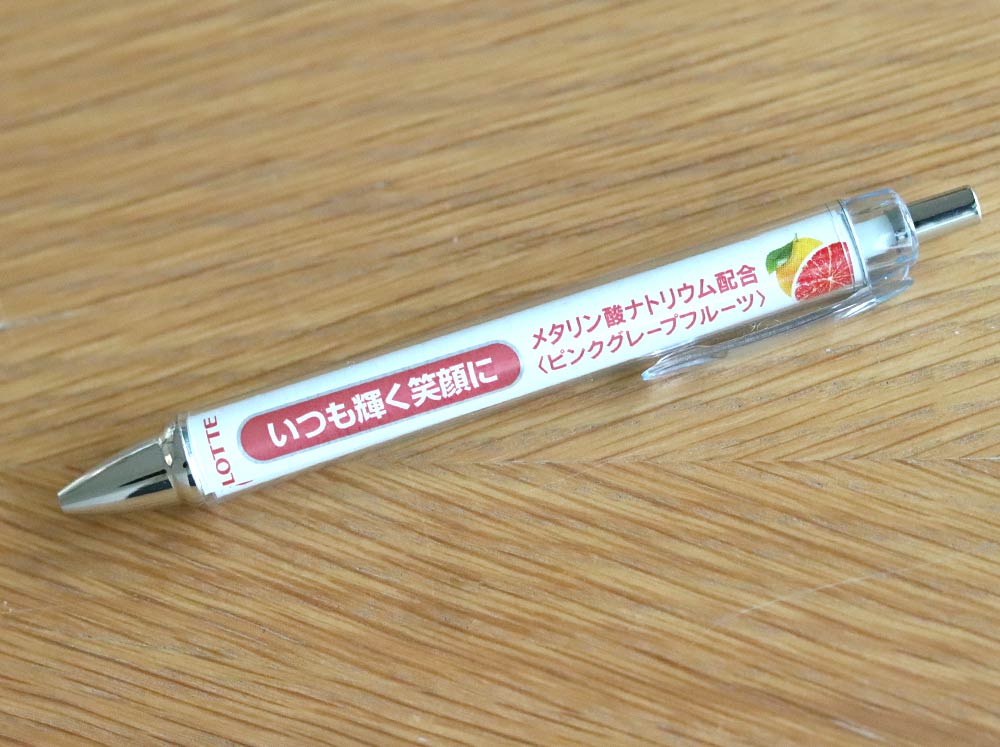 LOTTE
いつも輝く笑顔に
メタリン酸ナトリウム配合
〈ピンクグレープフルーツ〉